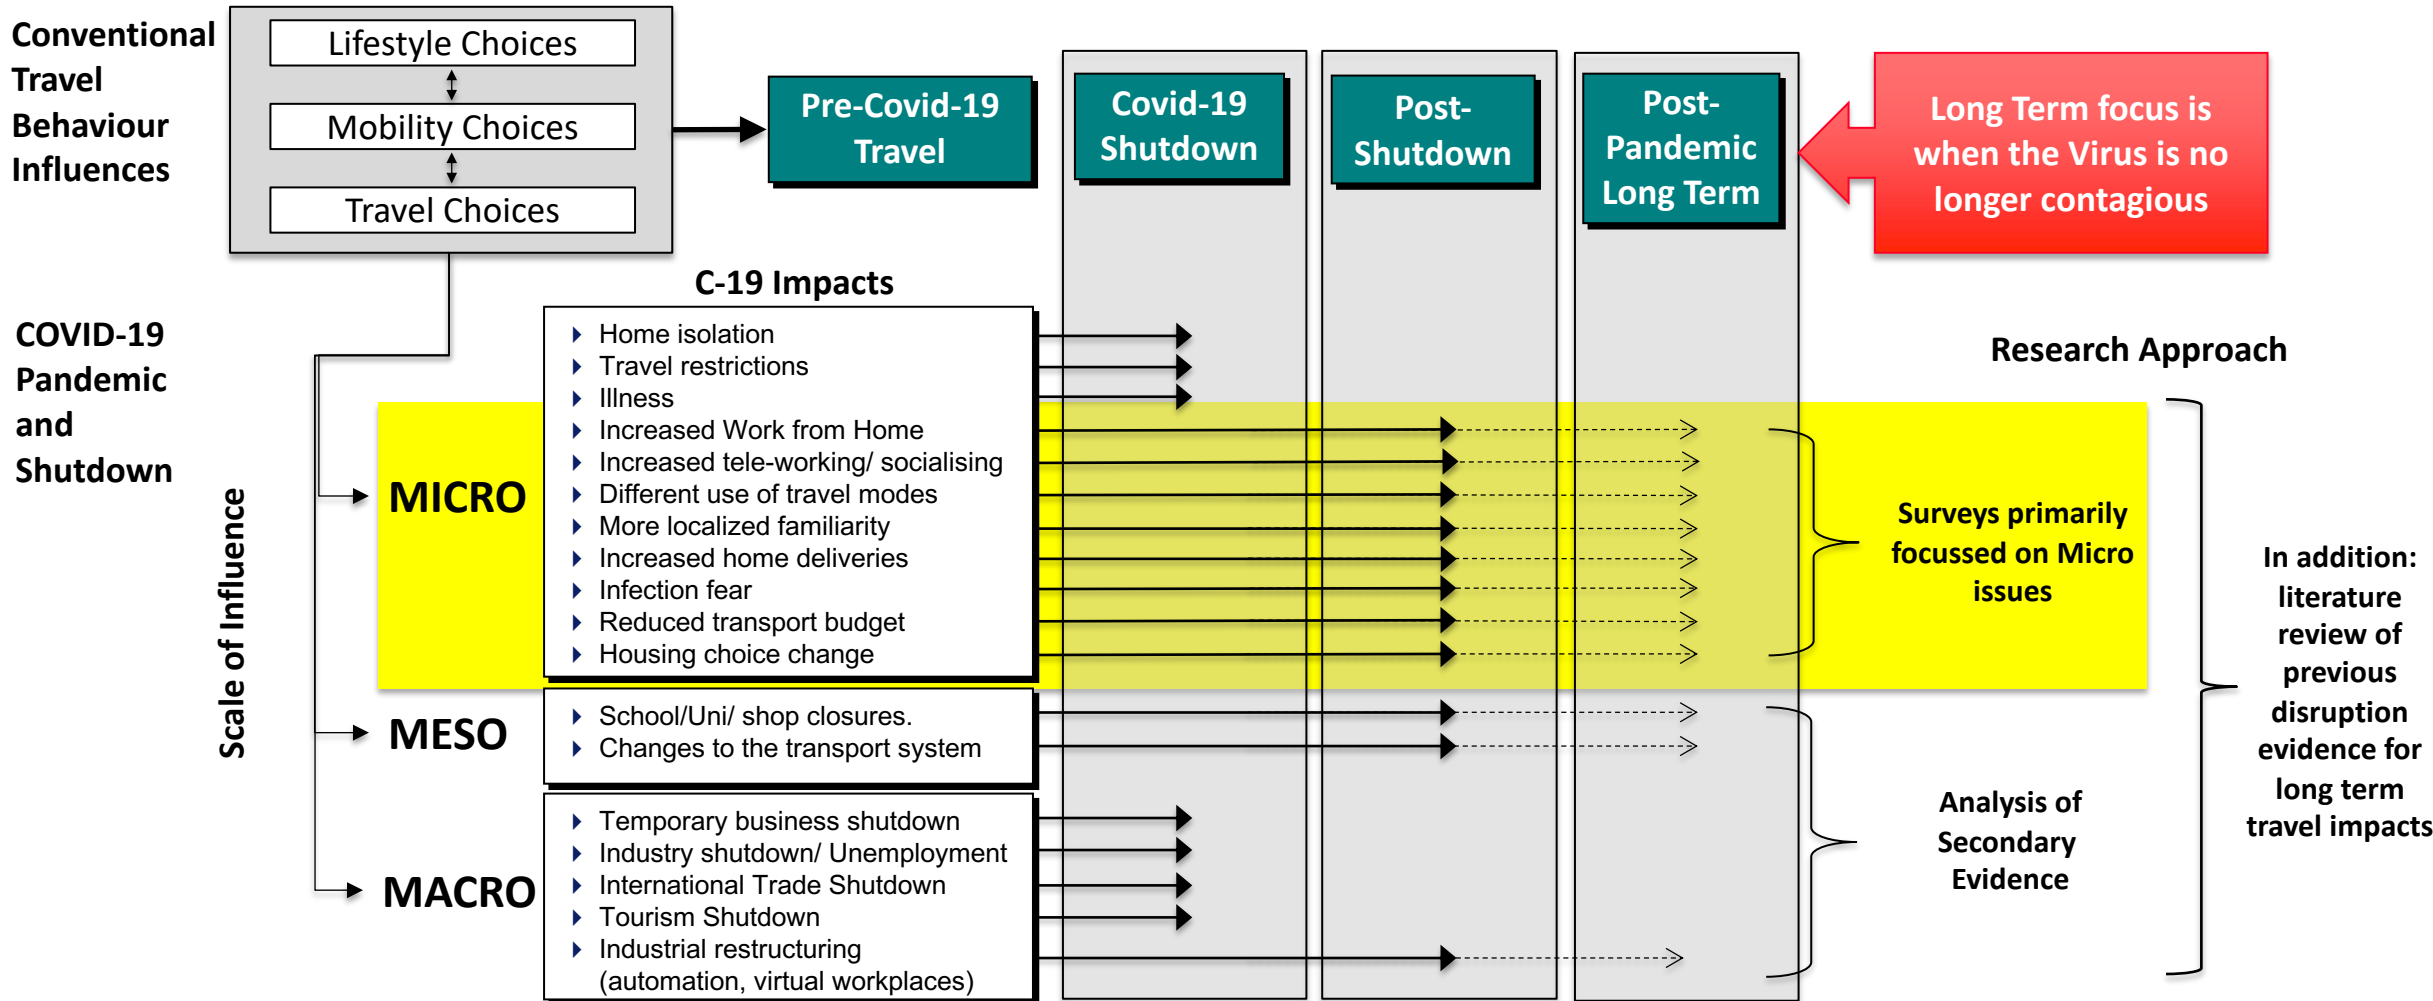 Conventional
Travel
Behaviour
Influences
Lifestyle Choices
Mobility Choices
Travel Choices
Pre-Covid-19
Travel
Covid-19
Shutdown
Post-
Shutdown
Post-
Pandemic
Long Term
Long Term focus is
when the Virus is no
longer contagious
COVID-19
Pandemic
and
Shutdown
C-19 Impacts
Research Approach
Scale of Influence
MICRO
Home isolation
Travel restrictions
Illness
Increased Work from Home
Increased tele-working/ socialising
Different use of travel modes
More localized familiarity
Increased home deliveries
Infection fear
Reduced transport budget
Housing choice change
Surveys primarily
focussed on Micro
issues
MESO
School/Uni/ shop closures.
Changes to the transport system
MACRO
Temporary business shutdown
Industry shutdown/ Unemployment
International Trade Shutdown
Tourism Shutdown
Industrial restructuring
(automation, virtual workplaces)
Analysis of
Secondary
Evidence
In addition:
literature
review of
previous
disruption
evidence for
long term
travel impacts